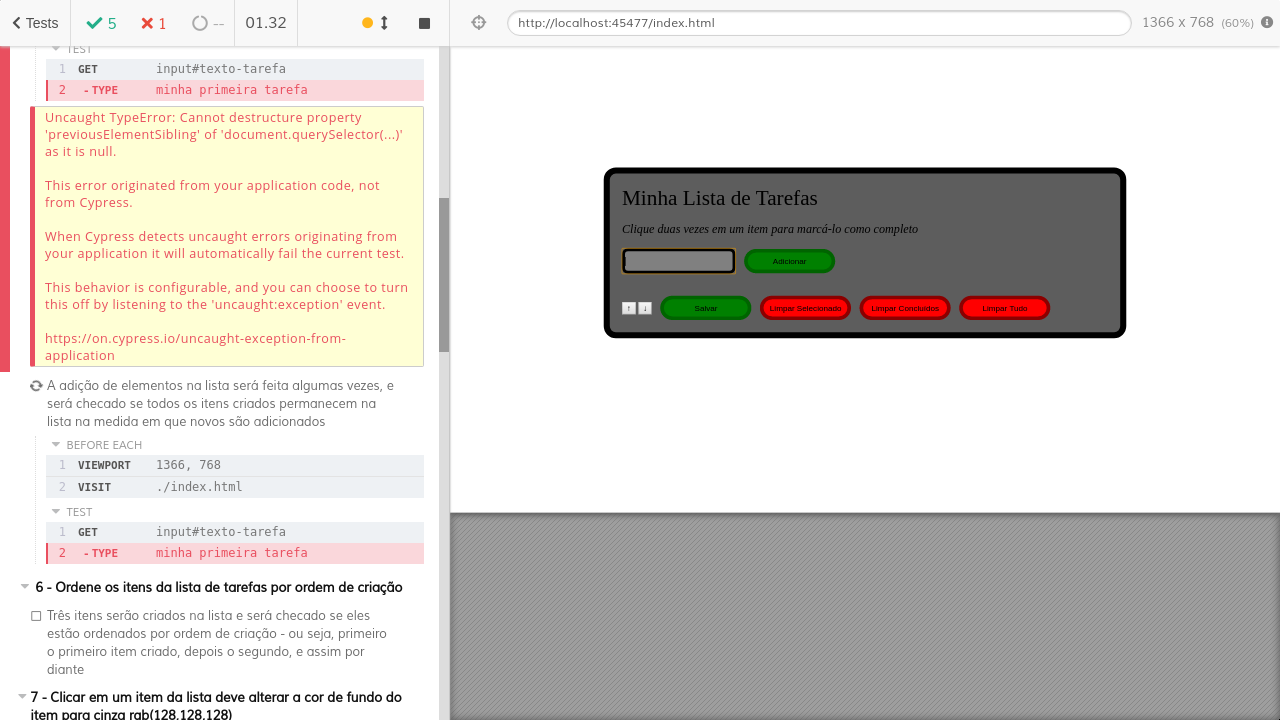 Tests
5
1
--
01.32
http://localhost:45477/index.html
1366 x 768 (60%)
TEST
1 GET input#texto-tarefa
2 - TYPE minha primeira tarefa
Uncaught TypeError: Cannot destructure property
'previousElementSibling' of 'document.querySelector(...)'
as it is null.
This error originated from your application code, not
from Cypress.
When Cypress detects uncaught errors originating from
your application it will automatically fail the current test.
This behavior is configurable, and you can choose to turn
this off by listening to the 'uncaught:exception' event.
https://on.cypress.io/uncaught-exception-from-
application
A adição de elementos na lista será feita algumas vezes, e
será checado se todos os itens criados permanecem na
lista na medida em que novos são adicionados
BEFORE EACH
1 VIEWPORT 1366, 768
2 VISIT ./index.html
TEST
1 GET input#texto-tarefa
2 - TYPE minha primeira tarefa
6 - Ordene os itens da lista de tarefas por ordem de criação
Três itens serão criados na lista e será checado se eles
estão ordenados por ordem de criação - ou seja, primeiro
o primeiro item criado, depois o segundo, e assim por
diante
7 - Clicar em um item da lista deve alterar a cor de fundo do
item para cinza rgb(128,128,128)
Minha Lista de Tarefas
Clique duas vezes em um item para marcá-lo como completo
Adicionar
↑ ↓ Salvar Limpar Selecionado Limpar Concluidos Limpar Tudo